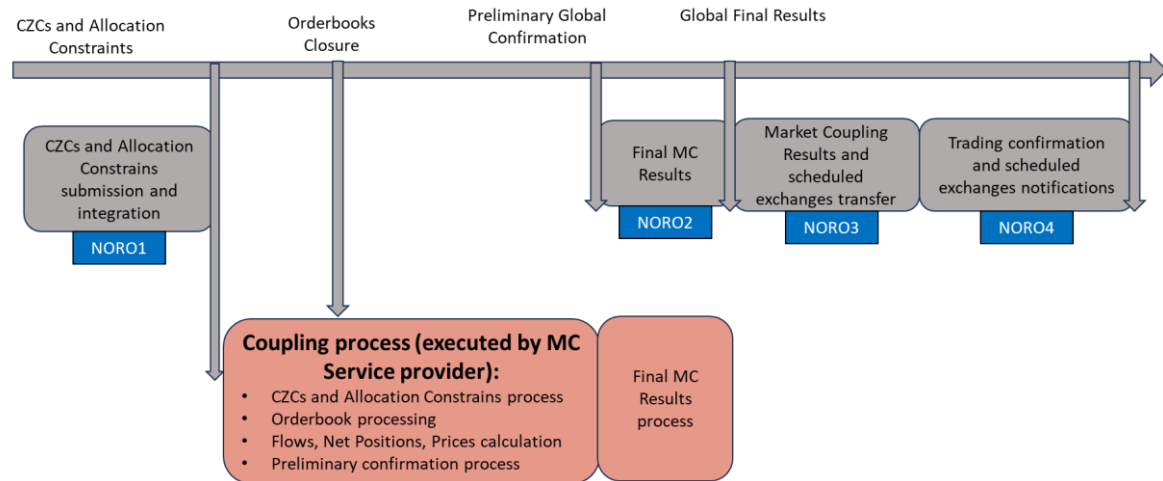 CZCs and Allocation
Constraints
Orderbooks
Closure
Preliminary Global
Confirmation
Global Final Results
CZCs and Allocation
Constrains
submission and
integration
NORO1
Final MC
Results
NORO2
Market Coupling
Results and
scheduled
exchanges transfer
NORO3
Trading confirmation
and scheduled
exchanges notifications
NORO4
Coupling process (executed by MC
Service provider):
• CZCs and Allocation Constrains process
• Orderbook processing
• Flows, Net Positions, Prices calculation
• Preliminary confirmation process
Final MC
Results
process